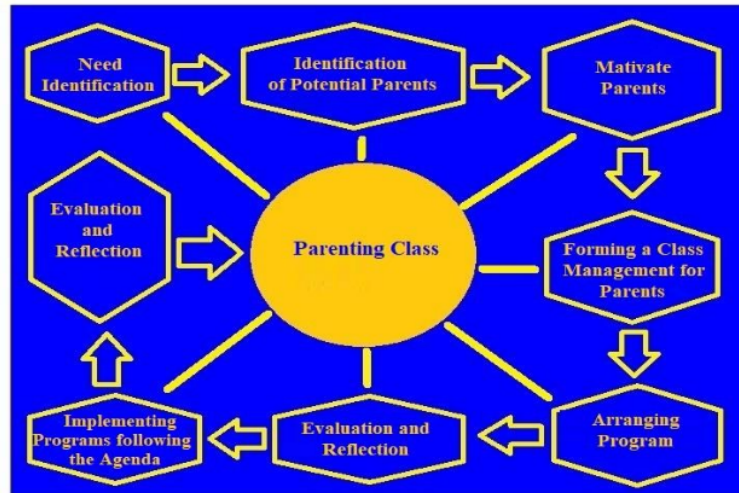 Need
Identification
Identification
of Potential Parents
Mativate
Parents
Evaluation
and
Reflection
Parenting Class
Forming a Class
Management for
Parents
Implementing
Programs following
the Agenda
Evaluation and
Reflection
Arranging
Program